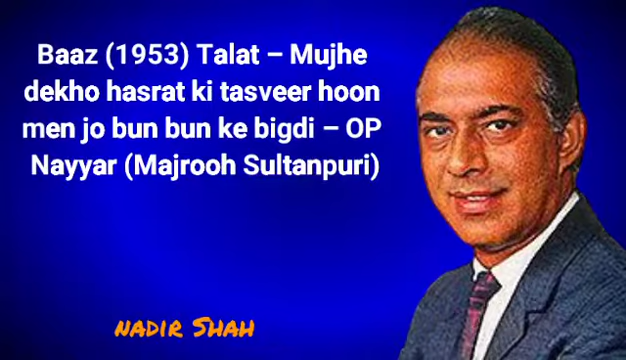 Baaz (1953) Talat – Mujhe
dekho hasrat ki tasveer hoon
men jo bun bun ke bigdi – OP
Nayyar (Majrooh Sultanpuri)
NADIR SHAH